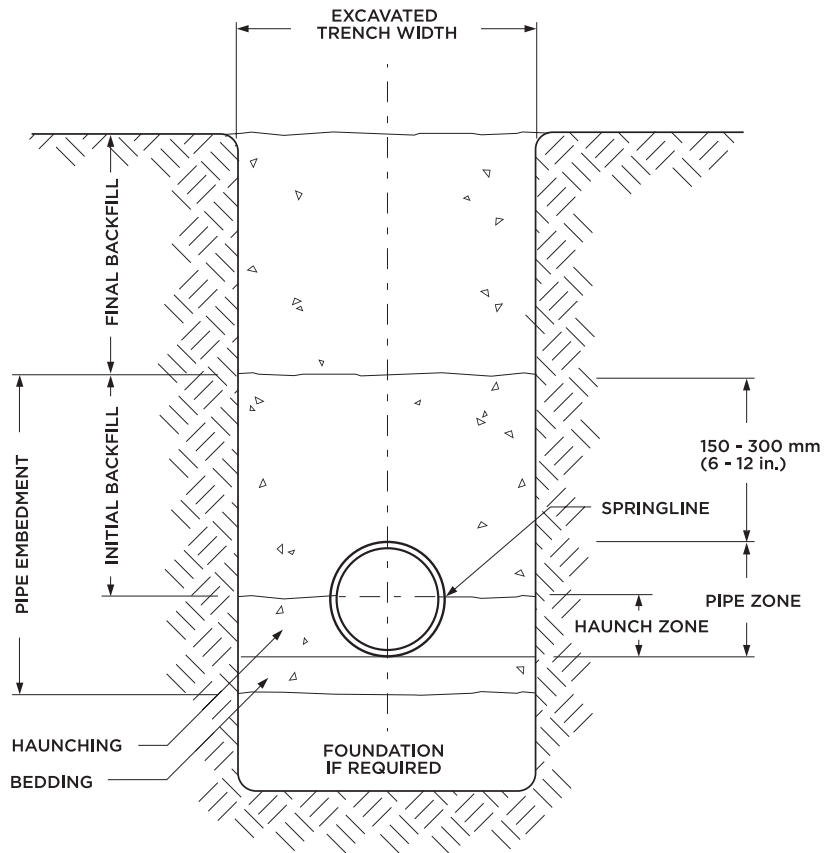 EXCAVATED
TRENCH WIDTH
FINAL BACKFILL
PIPE EMBEDMENT
INITIAL BACKFILL
150 - 300 mm
(6 - 12 in.)
SPRINGLINE
PIPE ZONE
HAUNCH ZONE
HAUNCHING
BEDDING
FOUNDATION
IF REQUIRED